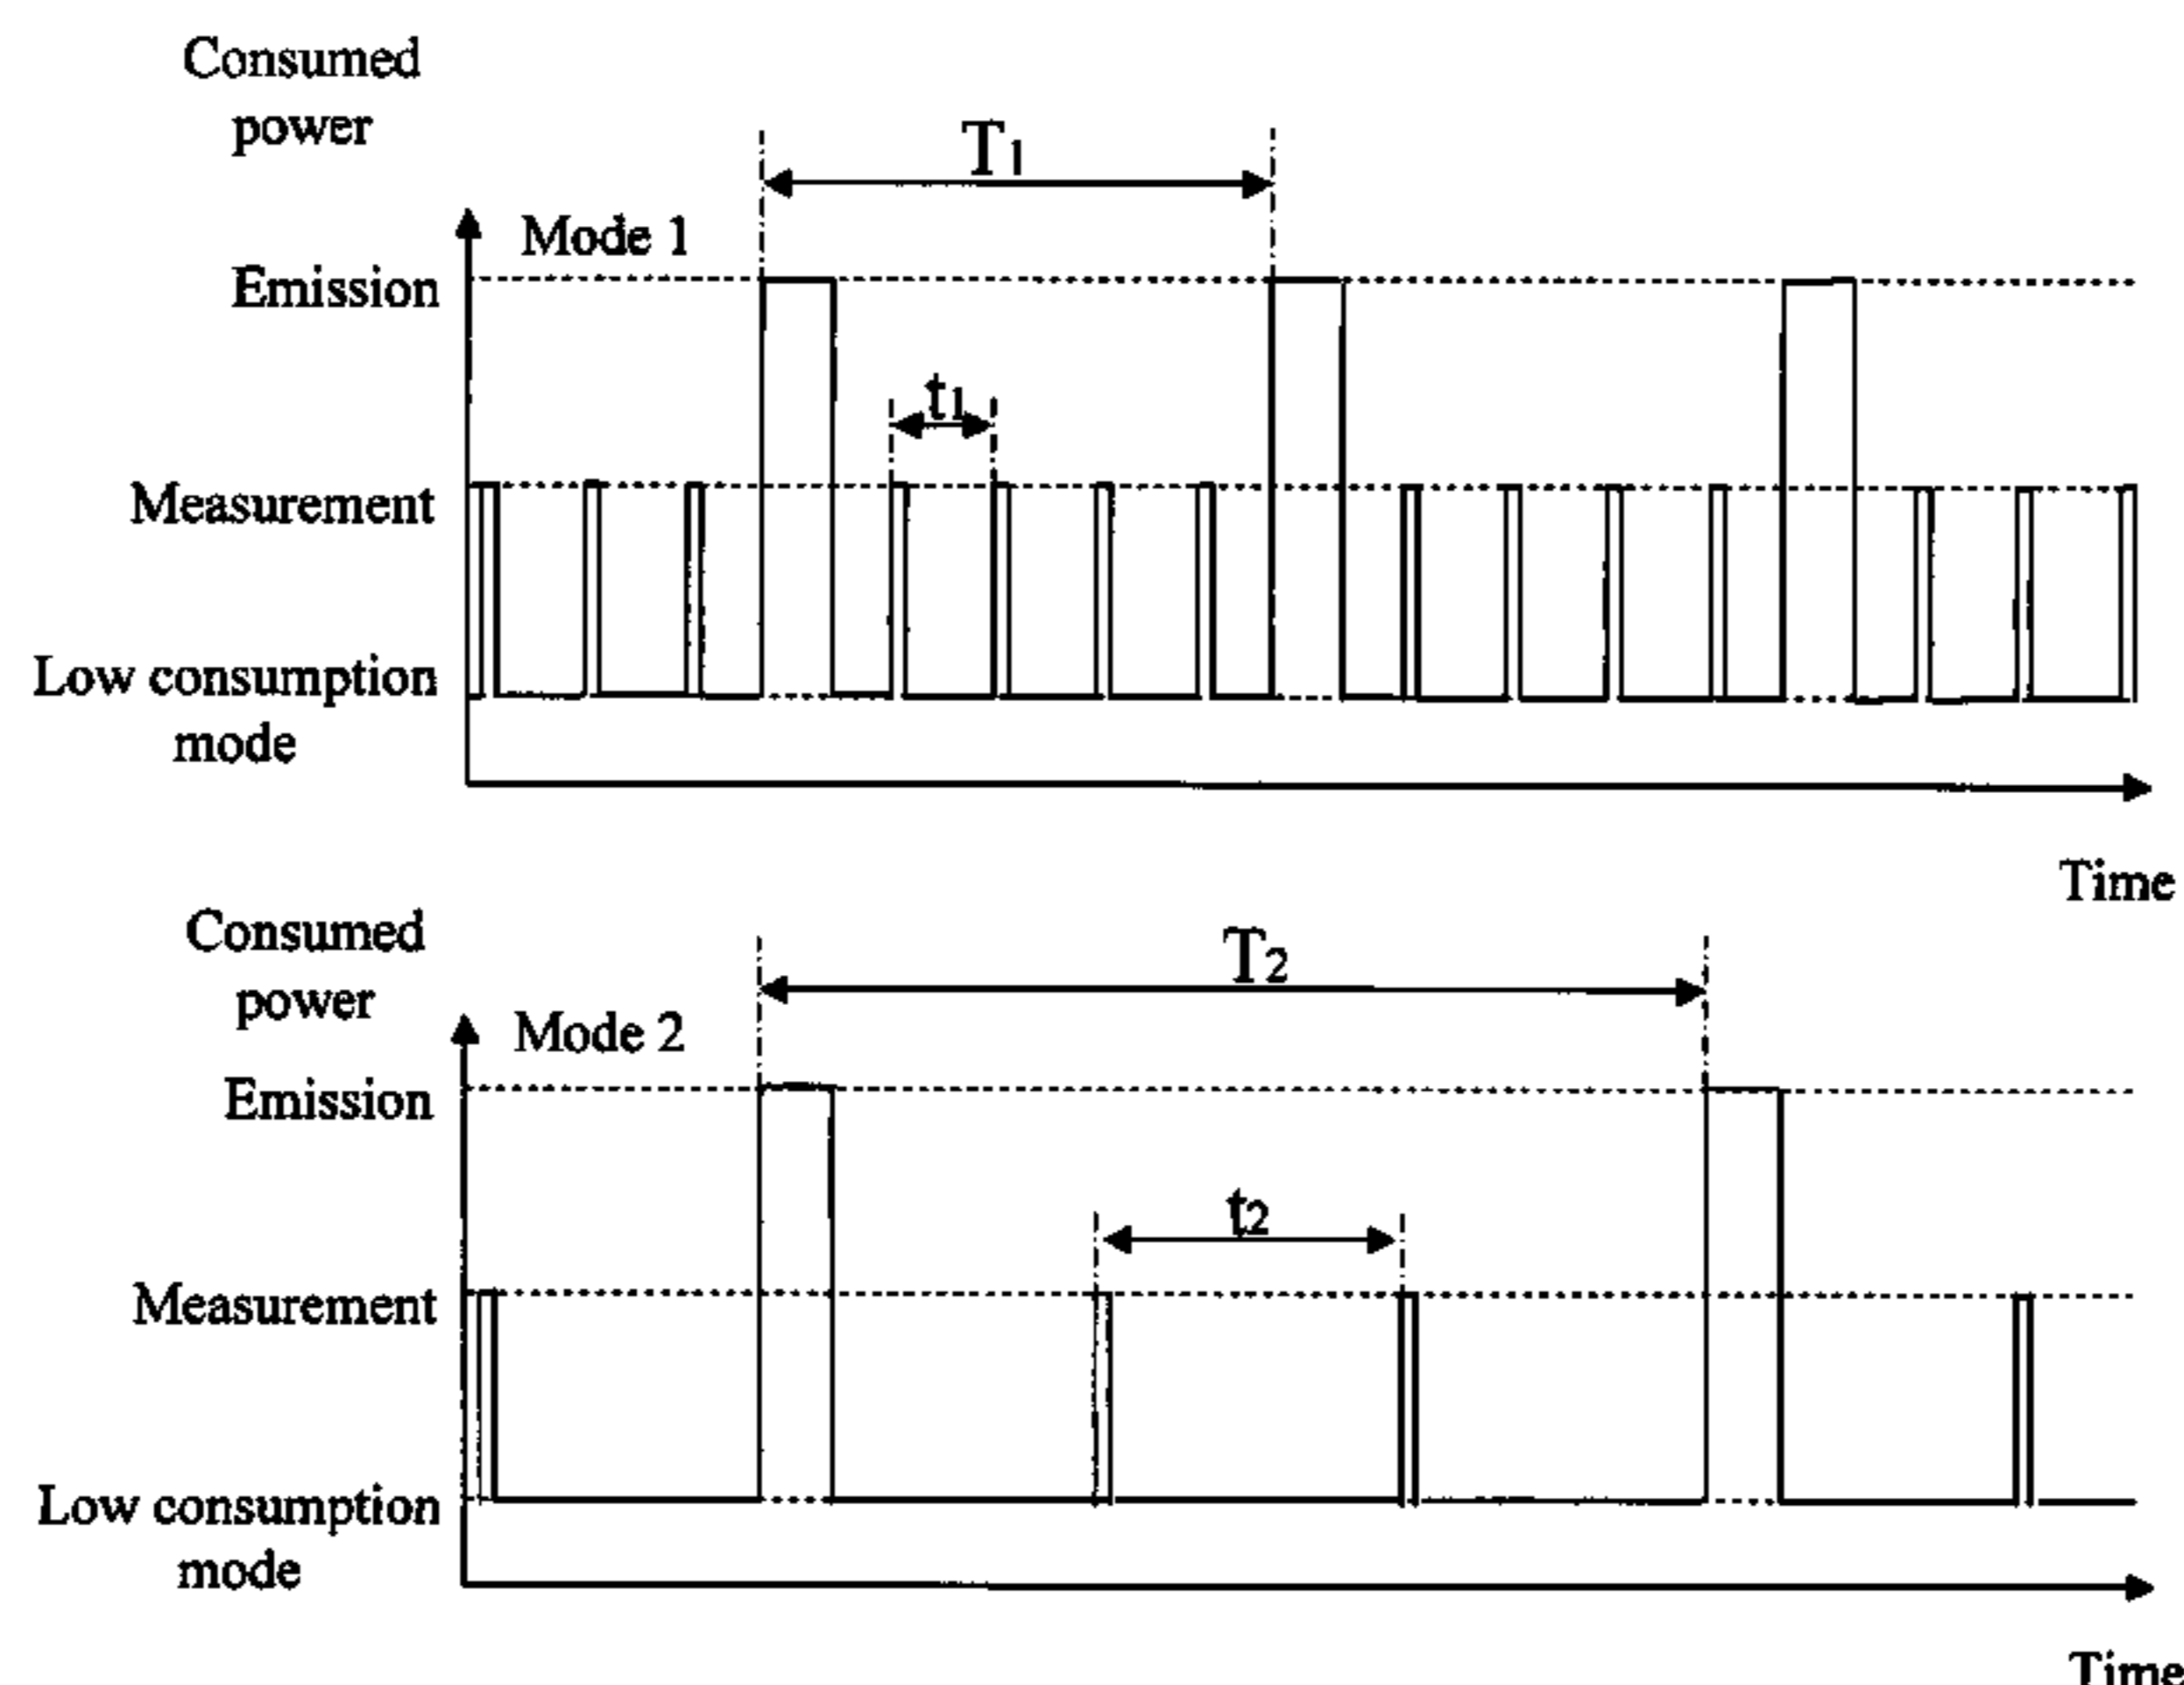 Consumed
power
T1
Mode 1
Emission
t1
Measurement
Low consumption
mode
Time
Consumed
power
T2
Mode 2
Emission
t2
Measurement
Low consumption
mode
Time